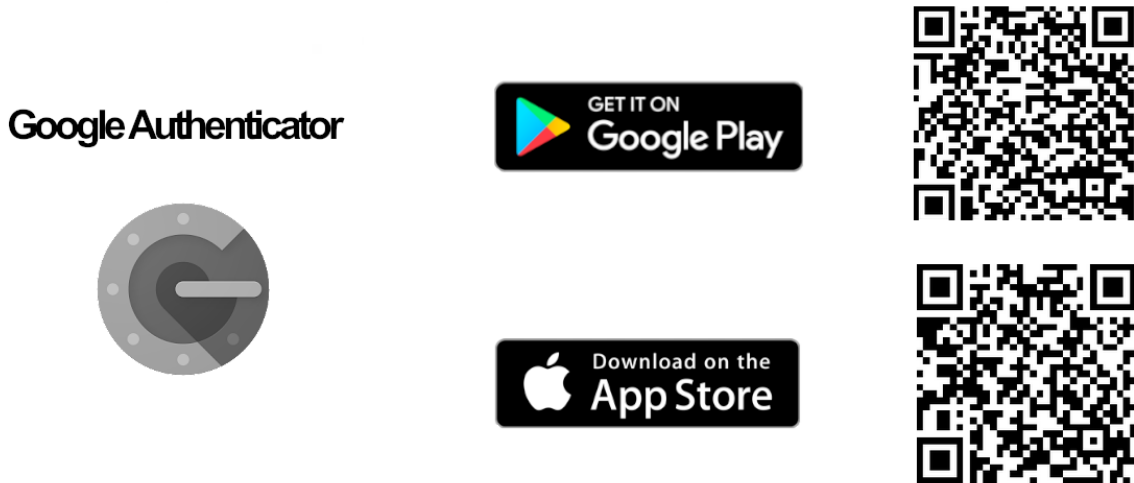 Google Authenticator
GET IT ON
Google Play
Download on the
App Store